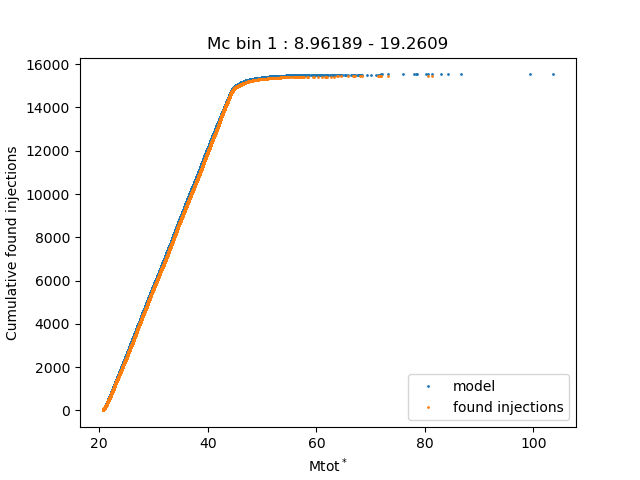 Mc bin 1 : 8.96189 - 19.2609
16000
14000
12000
10000
8000
6000
4000
2000
0
Cumulative found injections
20 40 60 80 100
Mtot*
model
found injections